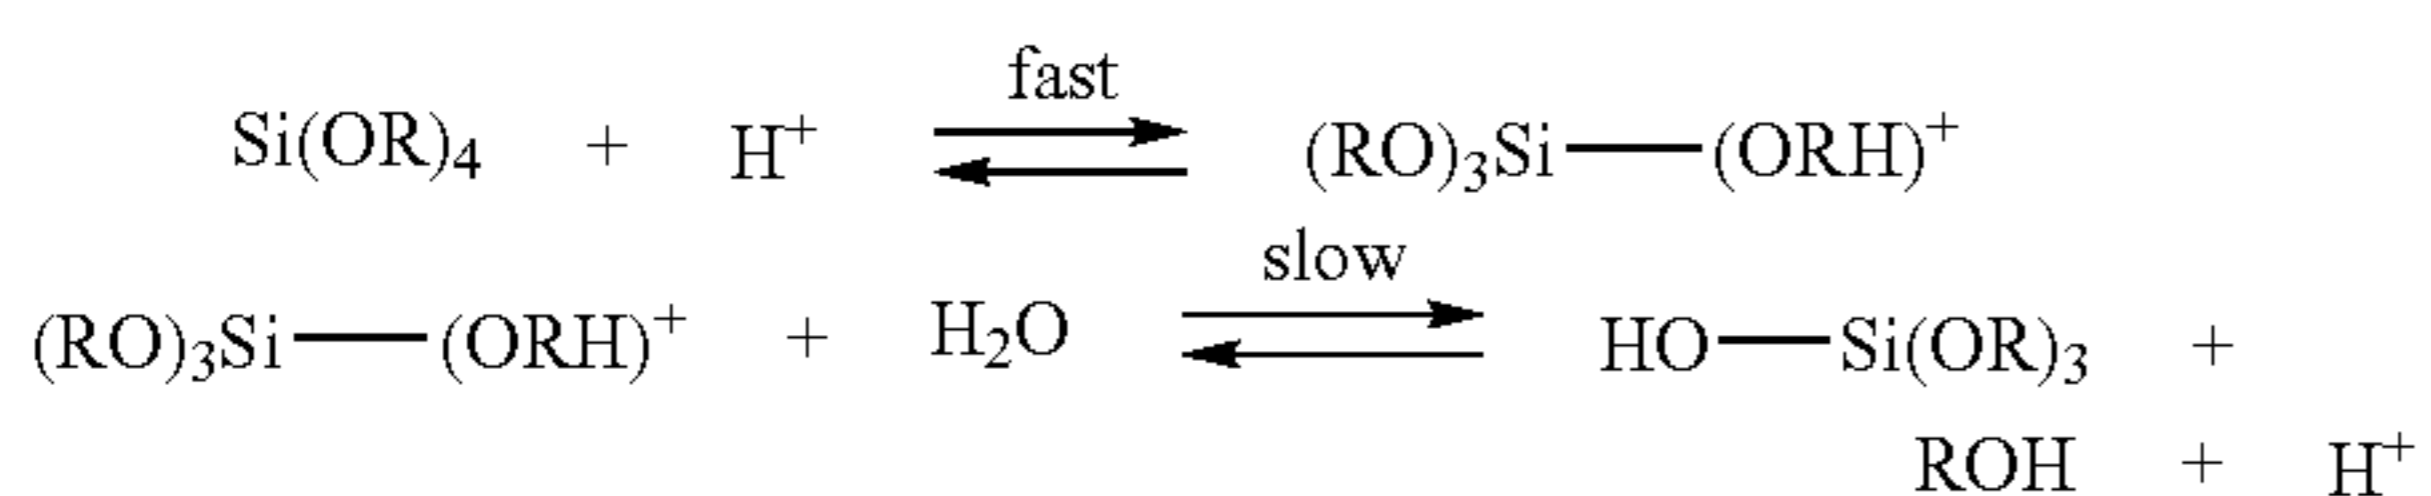 fast
Si(OR)₄ + H⁺ ⇌ (RO)₃Si—(ORH)⁺
slow
(RO)₃Si—(ORH)⁺ + H₂O ⇌ HO—Si(OR)₃ +
ROH + H⁺